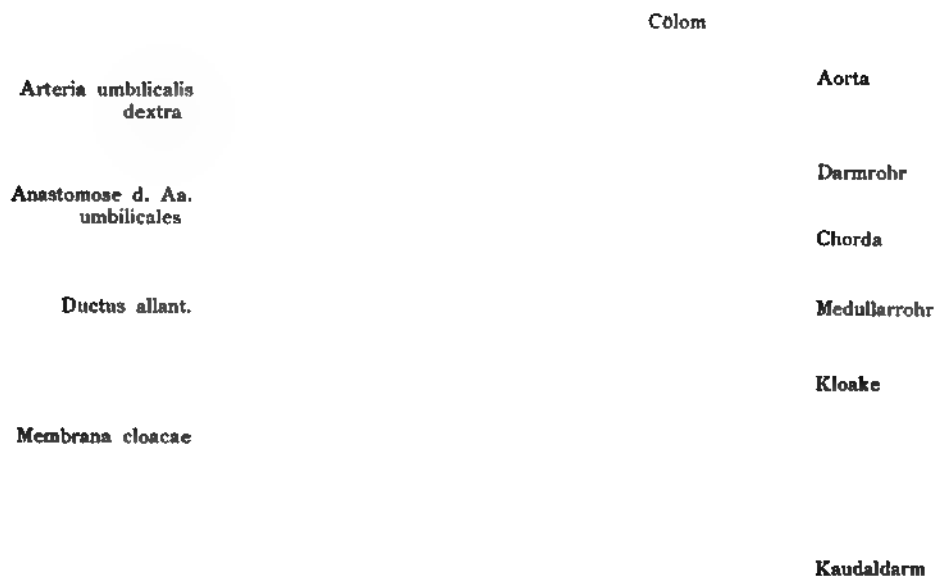 Cölom
Arteria umbilicalis
dextra
Anastomose d. Aa.
umbilicales
Ductus allant.
Membrana cloacae
Aorta
Darmrohr
Chorda
Medullarrohr
Kloake
Kaudaldarm